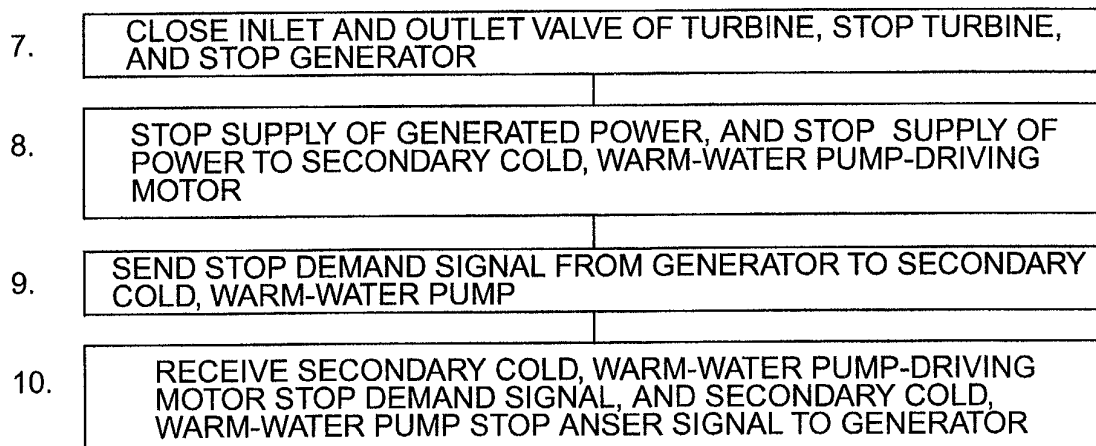 7. CLOSE INLET AND OUTLET VALVE OF TURBINE, STOP TURBINE,
AND STOP GENERATOR
8. STOP SUPPLY OF GENERATED POWER, AND STOP SUPPLY OF
POWER TO SECONDARY COLD, WARM-WATER PUMP-DRIVING
MOTOR
9. SEND STOP DEMAND SIGNAL FROM GENERATOR TO SECONDARY
COLD, WARM-WATER PUMP
10. RECEIVE SECONDARY COLD, WARM-WATER PUMP-DRIVING
MOTOR STOP DEMAND SIGNAL, AND SECONDARY COLD,
WARM-WATER PUMP STOP ANSER SIGNAL TO GENERATOR